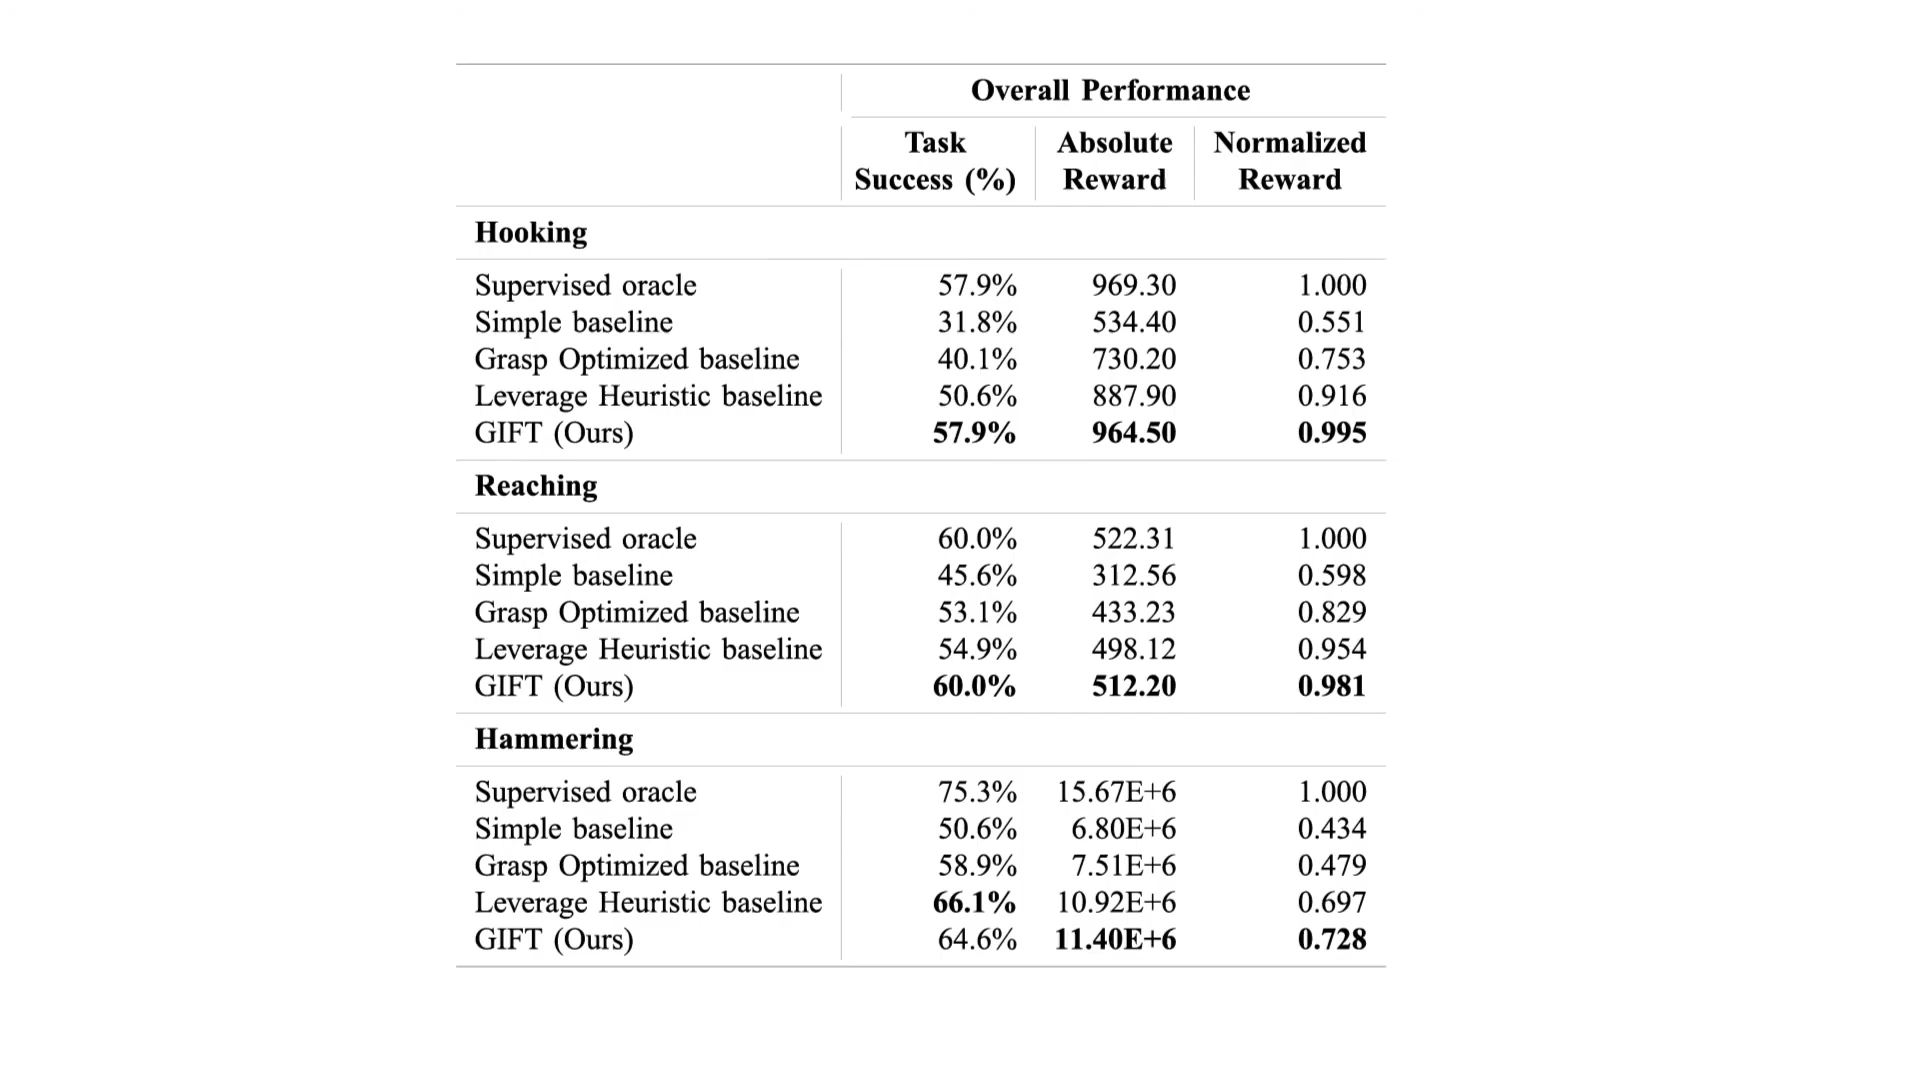 Overall Performance
Task Success (%) Absolute Reward Normalized Reward
Hooking
Supervised oracle 57.9% 969.30 1.000
Simple baseline 31.8% 534.40 0.551
Grasp Optimized baseline 40.1% 730.20 0.753
Leverage Heuristic baseline 50.6% 887.90 0.916
GIFT (Ours) 57.9% 964.50 0.995
Reaching
Supervised oracle 60.0% 522.31 1.000
Simple baseline 45.6% 312.56 0.598
Grasp Optimized baseline 53.1% 433.23 0.829
Leverage Heuristic baseline 54.9% 498.12 0.954
GIFT (Ours) 60.0% 512.20 0.981
Hammering
Supervised oracle 75.3% 15.67E+6 1.000
Simple baseline 50.6% 6.80E+6 0.434
Grasp Optimized baseline 58.9% 7.51E+6 0.479
Leverage Heuristic baseline 66.1% 10.92E+6 0.697
GIFT (Ours) 64.6% 11.40E+6 0.728